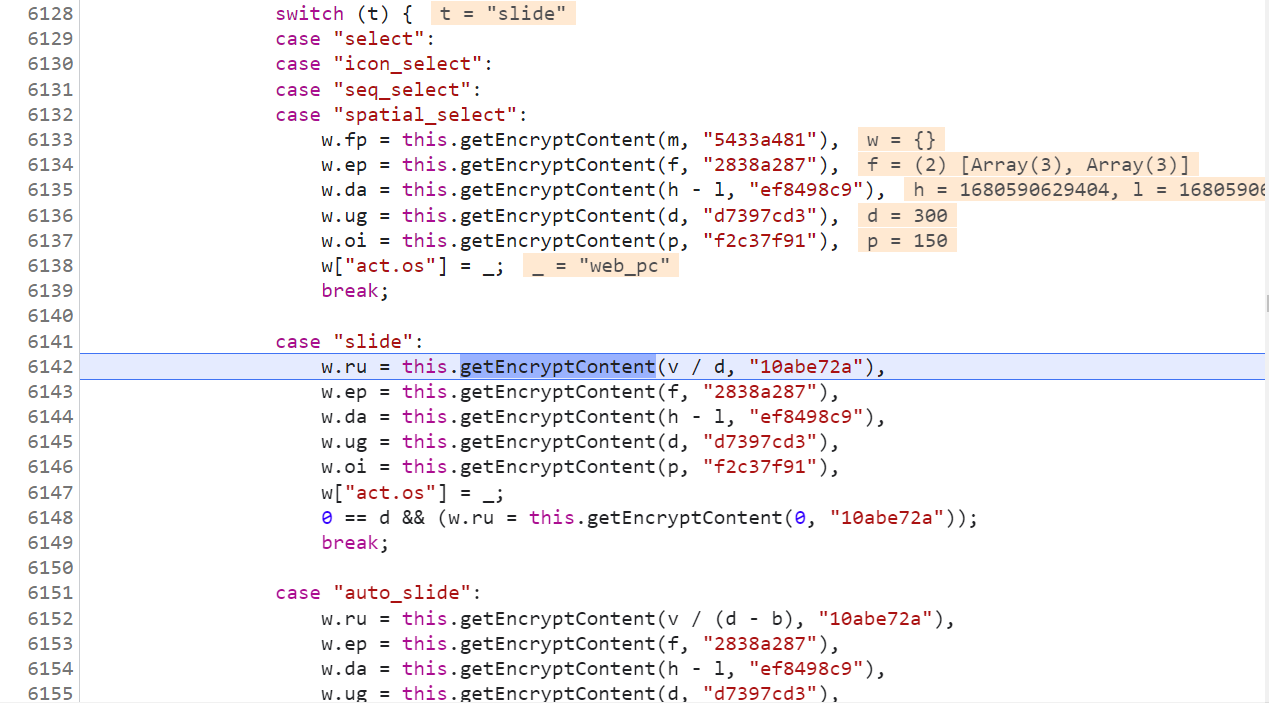 6128 switch (t) { t = "slide"
6129 case "select":
6130 case "icon_select":
6131 case "seq_select":
6132 case "spatial_select":
6133 w.fp = this.getEncryptContent(m, "5433a481"), w = {}
6134 w.ep = this.getEncryptContent(f, "2838a287"), f = (2) [Array(3), Array(3)]
6135 w.da = this.getEncryptContent(h - l, "ef8498c9"), h = 1680590629404, l = 1680590
6136 w.ug = this.getEncryptContent(d, "d7397cd3"), d = 300
6137 w.oi = this.getEncryptContent(p, "f2c37f91"), p = 150
6138 w["act.os"] = _; _ = "web_pc"
6139 break;
6140
6141 case "slide":
6142 w.ru = this.getEncryptContent(v / d, "10abe72a"),
6143 w.ep = this.getEncryptContent(f, "2838a287"),
6144 w.da = this.getEncryptContent(h - l, "ef8498c9"),
6145 w.ug = this.getEncryptContent(d, "d7397cd3"),
6146 w.oi = this.getEncryptContent(p, "f2c37f91"),
6147 w["act.os"] = _;
6148 0 == d && (w.ru = this.getEncryptContent(0, "10abe72a"));
6149 break;
6150
6151 case "auto_slide":
6152 w.ru = this.getEncryptContent(v / (d - b), "10abe72a"),
6153 w.ep = this.getEncryptContent(f, "2838a287"),
6154 w.da = this.getEncryptContent(h - l, "ef8498c9"),
6155 w.ug = this.getEncryptContent(d, "d7397cd3"),